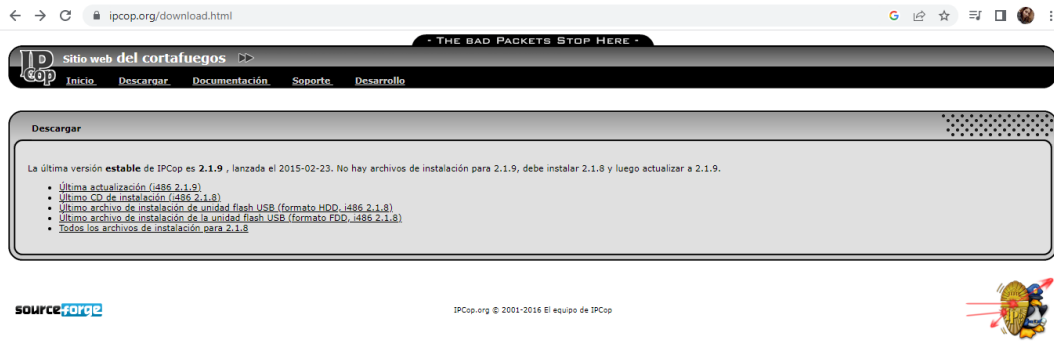 ipcop.org/download.html
- THE BAD PACKETS STOP HERE -
IP cop
Sitio web del cortafuegos
Inicio Descargar Documentación Soporte Desarrollo
Descargar
La última versión estable de IPCop es 2.1.9 , lanzada el 2015-02-23. No hay archivos de instalación para 2.1.9, debe instalar 2.1.8 y luego actualizar a 2.1.9.
Última actualización (i486 2.1.9)
Último CD de instalación (i486 2.1.8)
Último archivo de instalación de unidad flash USB (formato HDD, i486 2.1.8)
Último archivo de instalación de la unidad flash USB (formato FDD, i486 2.1.8)
Todos los archivos de instalación para 2.1.8
sourceforge
IPCop.org © 2001-2016 El equipo de IPCop